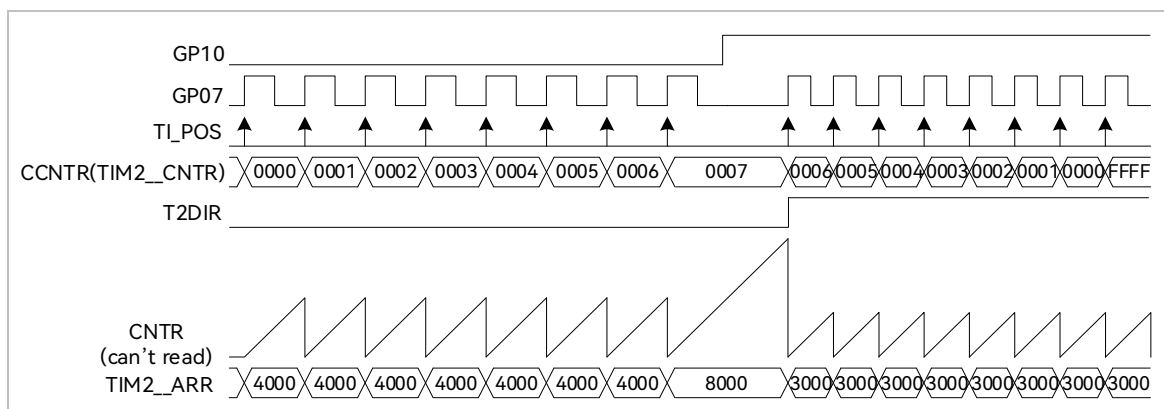 GP10
GP07
TI_POS
CCNTR(TIM2__CNTR) 0000 0001 0002 0003 0004 0005 0006 0007 0006 0005 0004 0003 0002 0001 0000 FFFF
T2DIR
CNTR
(can't read)
TIM2__ARR 4000 4000 4000 4000 4000 4000 4000 8000 3000 3000 3000 3000 3000 3000 3000 3000